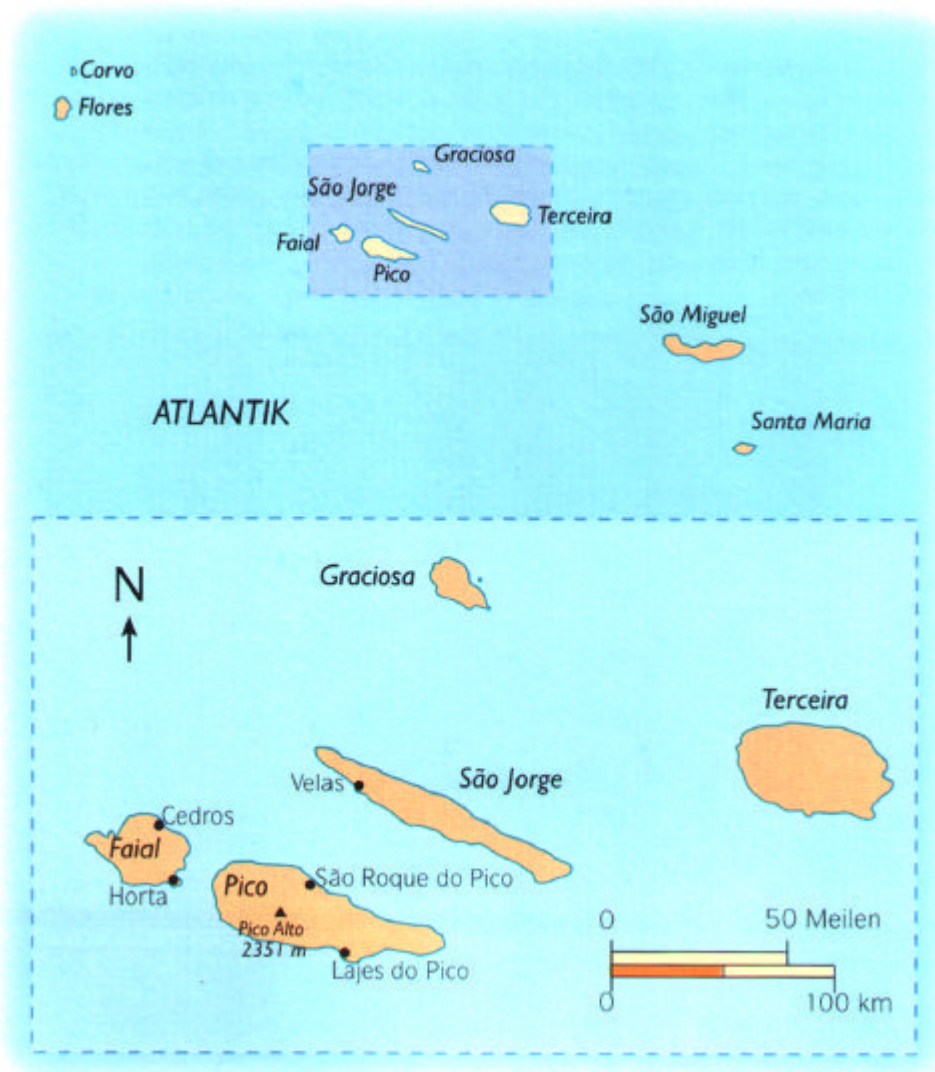 Corvo
Flores
Graciosa
São Jorge
Terceira
Faial
Pico
São Miguel
ATLANTIK
Santa Maria
N
Graciosa
Terceira
Velas
São Jorge
Cedros
Faial
Horta
Pico
São Roque do Pico
Pico Alto
2351 m
Lajes do Pico
0 50 Meilen
0 100 km